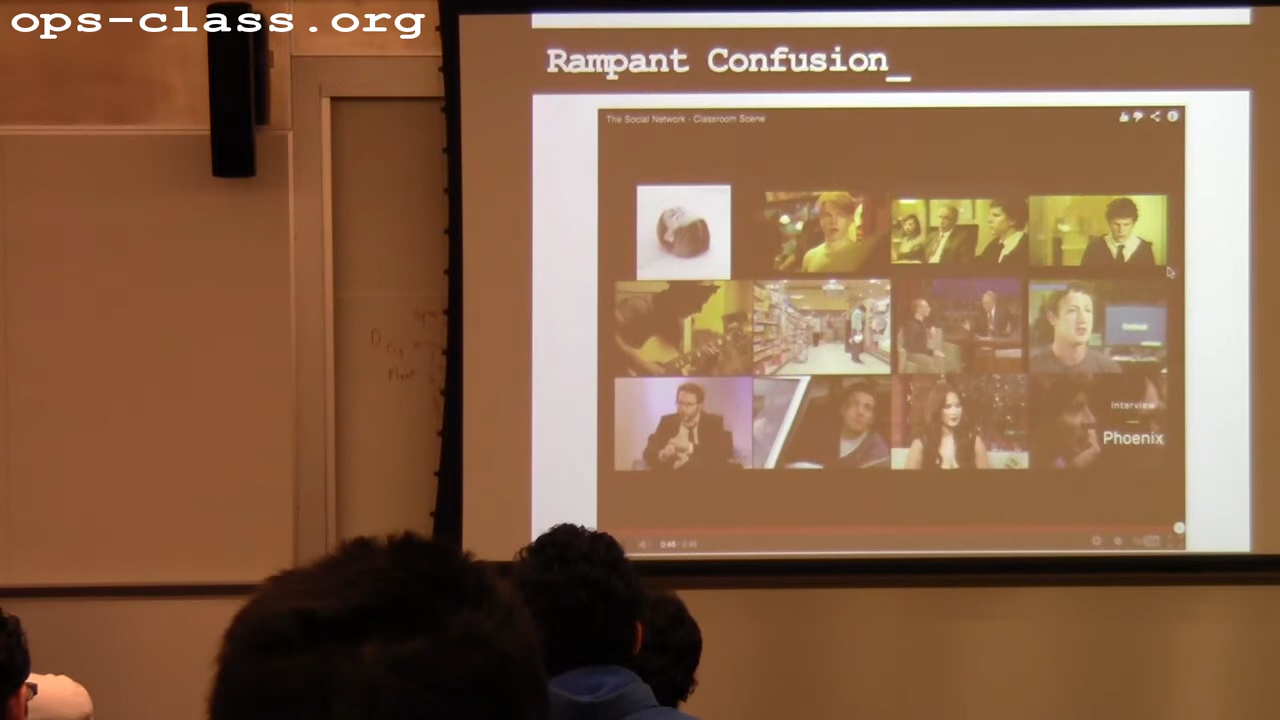 ops-class.org
Rampant Confusion_
The Social Network - Classroom Scene
Interview
Phoenix